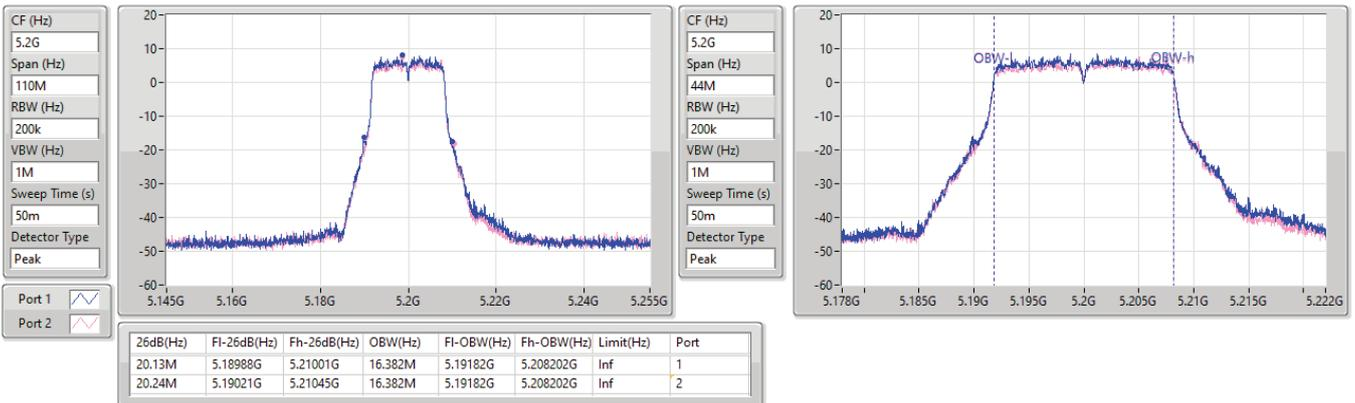 CF (Hz)
5.2G
Span (Hz)
110M
RBW (Hz)
200k
VBW (Hz)
1M
Sweep Time (s)
50m
Detector Type
Peak
Port 1
Port 2
20
10
0
-10
-20
-30
-40
-50
-60
5.145G 5.16G 5.18G 5.2G 5.22G 5.24G 5.255G
CF (Hz)
5.2G
Span (Hz)
44M
RBW (Hz)
200k
VBW (Hz)
1M
Sweep Time (s)
50m
Detector Type
Peak
20
10
0
-10
-20
-30
-40
-50
-60
OBW-l OBW-h
5.178G 5.185G 5.19G 5.195G 5.2G 5.205G 5.21G 5.215G 5.222G
26dB(Hz) Fl-26dB(Hz) Fh-26dB(Hz) OBW(Hz) Fl-OBW(Hz) Fh-OBW(Hz) Limit(Hz) Port
20.13M 5.18988G 5.21001G 16.382M 5.19182G 5.208202G Inf 1
20.24M 5.19021G 5.21045G 16.382M 5.19182G 5.208202G Inf 2